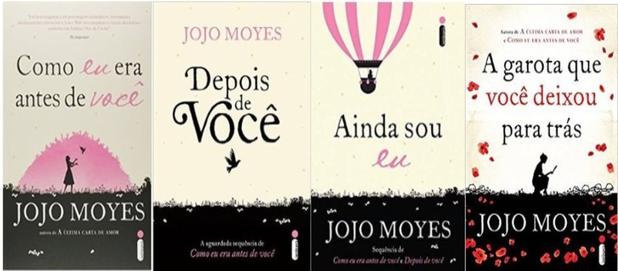 Como eu era
antes de você
JOJO MOYES
autora de A ÚLTIMA CARTA DE AMOR
JOJO MOYES
Depois
de
Você
A aguardada sequência de
Como eu era antes de você
Ainda sou
eu
JOJO MOYES
Sequência de
Como eu era antes de você e Depois de você
Autora de A ÚLTIMA CARTA DE AMOR
e COMO EU ERA ANTES DE VOCÊ
A garota que
você deixou
para trás
JOJO MOYES